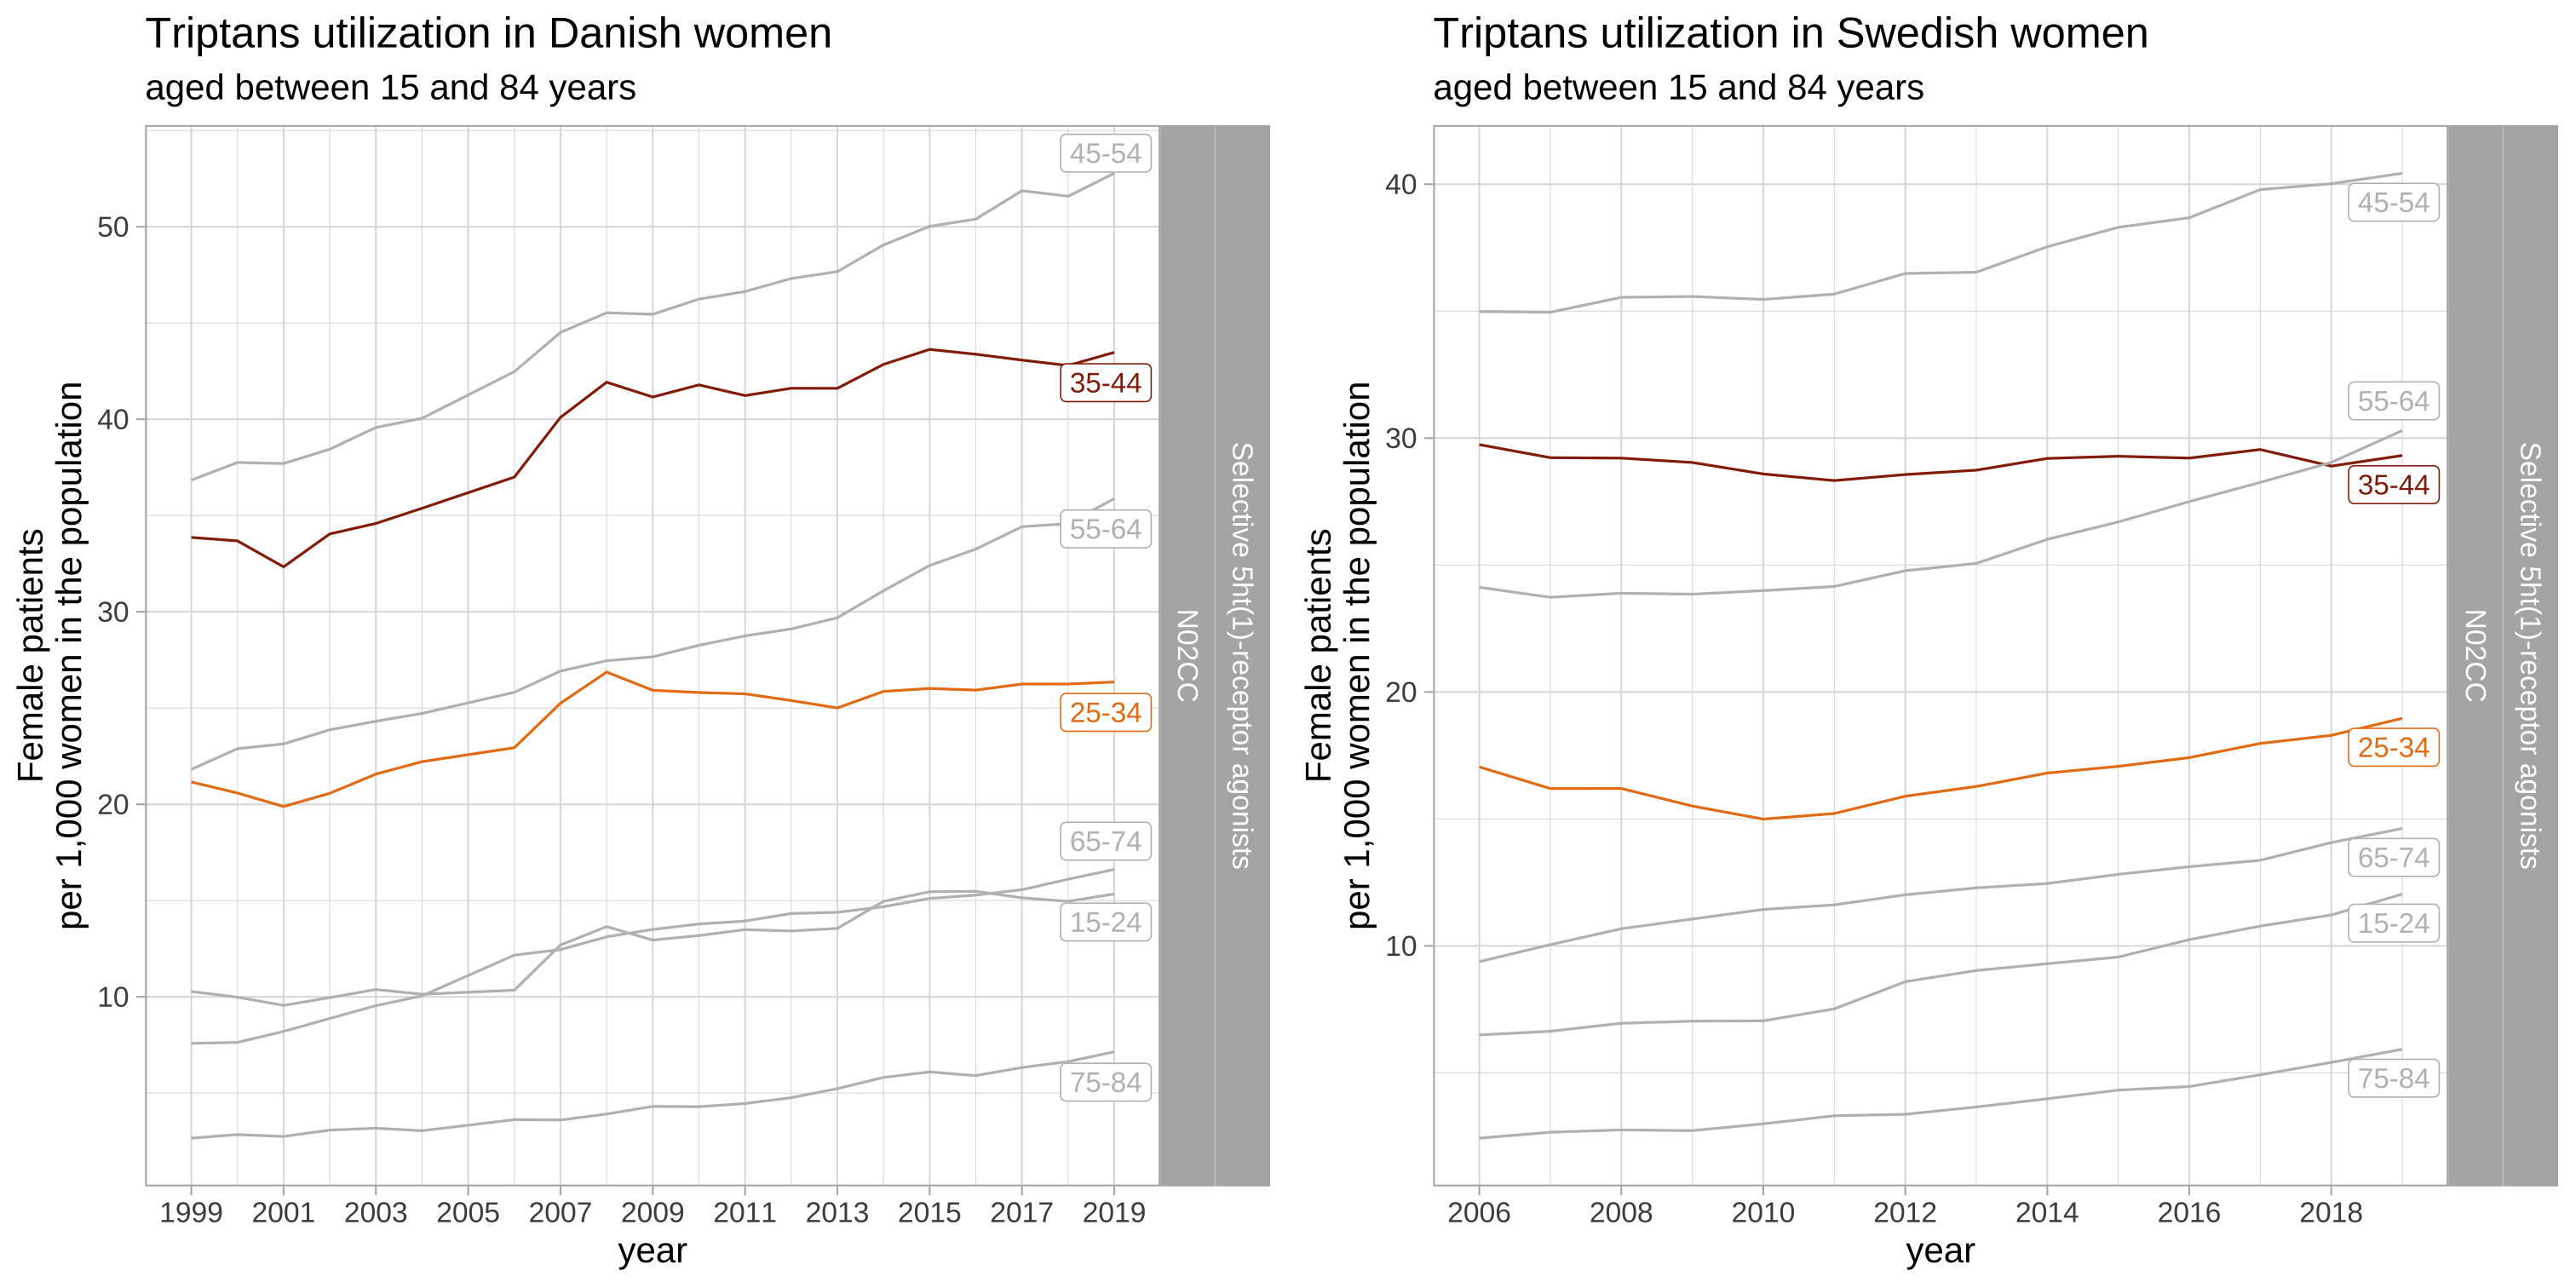 Triptans utilization in Danish women
aged between 15 and 84 years
Female patients
per 1,000 women in the population
50
40
30
20
10
45-54
35-44
55-64
25-34
65-74
15-24
75-84
N02CC
Selective 5ht(1)-receptor agonists
1999 2001 2003 2005 2007 2009 2011 2013 2015 2017 2019
year
Triptans utilization in Swedish women
aged between 15 and 84 years
Female patients
per 1,000 women in the population
40
30
20
10
45-54
55-64
35-44
25-34
65-74
15-24
75-84
N02CC
Selective 5ht(1)-receptor agonists
2006 2008 2010 2012 2014 2016 2018
year